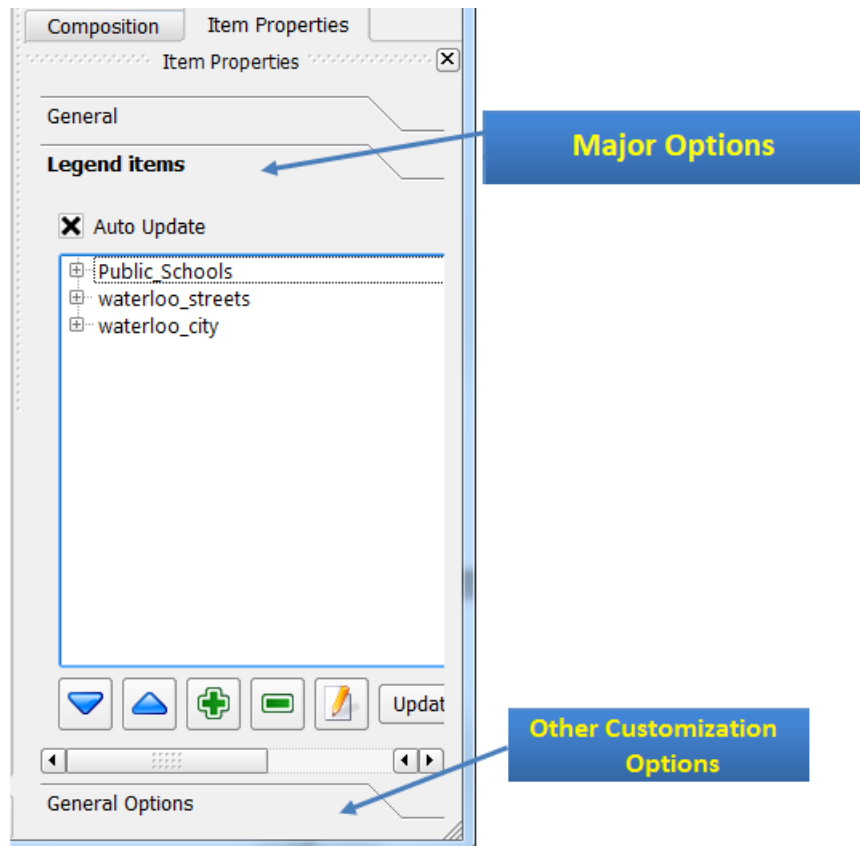 Composition Item Properties
Item Properties
General
Major Options
Legend items
Auto Update
Public_Schools
waterloo_streets
waterloo_city
Updat
Other Customization
Options
General Options